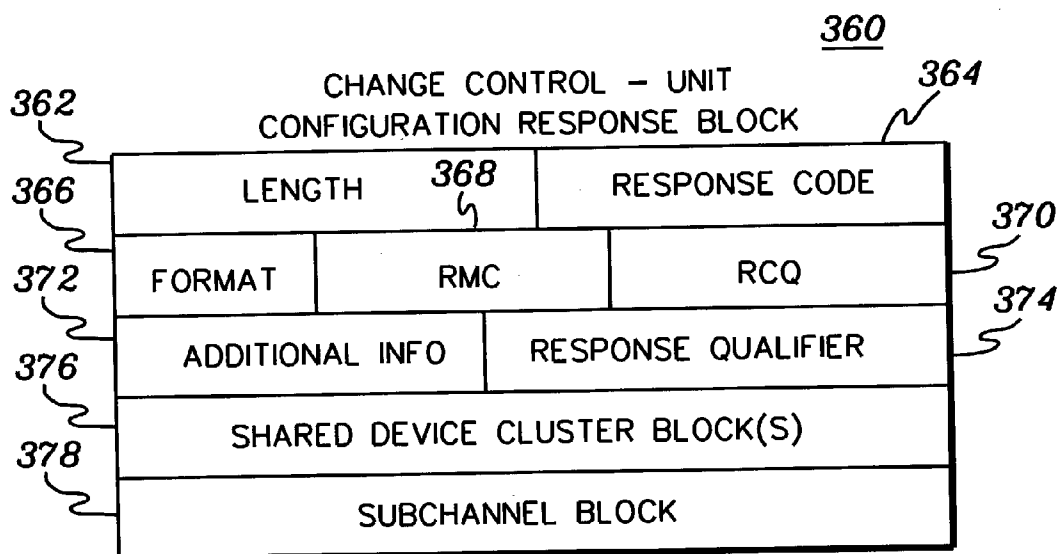 360
CHANGE CONTROL – UNIT
CONFIGURATION RESPONSE BLOCK
362
364
LENGTH
368
RESPONSE CODE
366
370
FORMAT
RMC
RCQ
372
374
ADDITIONAL INFO
RESPONSE QUALIFIER
376
SHARED DEVICE CLUSTER BLOCK(S)
378
SUBCHANNEL BLOCK